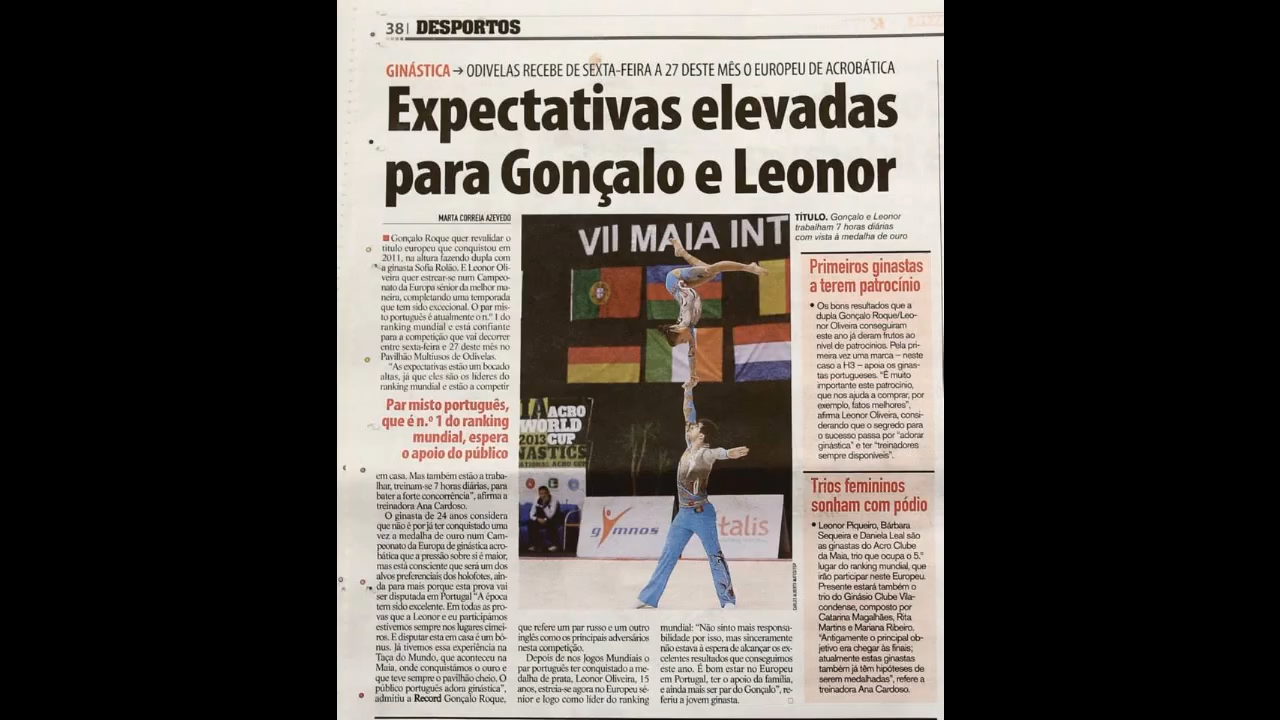 38 | DESPORTOS
GINÁSTICA → ODIVELAS RECEBE DE SEXTA-FEIRA A 27 DESTE MÊS O EUROPEU DE ACROBÁTICA
Expectativas elevadas
para Gonçalo e Leonor
MARTA CORREIA AZEVEDO
Gonçalo Roque quer revalidar o
título europeu que conquistou em
2011, na altura fazendo dupla com
a ginasta Sofia Rolão. E Leonor Oli-
veira quer estrear-se num Campeo-
nato da Europa sénior da melhor ma-
neira, completando uma temporada
que tem sido excecional. O par mis-
to português é atualmente o n.º 1 do
ranking mundial e está confiante
para a competição que vai decorrer
entre sexta-feira e 27 deste mês no
Pavilhão Multiusos de Odivelas.
"As expectativas estão um bocado
altas, já que eles são os líderes do
ranking mundial e estão a competir
Par misto português,
que é n.º 1 do ranking
mundial, espera
o apoio do público
em casa. Mas também estão a traba-
lhar, treinam-se 7 horas diárias, para
bater a forte concorrência", afirma a
treinadora Ana Cardoso.
O ginasta de 24 anos considera
que não é por já ter conquistado uma
vez a medalha de ouro num Cam-
peonato da Europa de ginástica acro-
bática que a pressão sobre si é maior,
mas está consciente que será um dos
alvos preferenciais dos holofotes, ain-
da para mais porque esta prova vai
ser disputada em Portugal! "A época
tem sido excelente. Em todas as pro-
vas que a Leonor e eu participámos
estivemos sempre nos lugares cimei-
ros. E disputar esta em casa é um bó-
nus. Já tivemos essa experiência na
Taça do Mundo, que aconteceu na
Maia, onde conquistámos o ouro e
que teve sempre o pavilhão cheio. O
público português adora ginástica",
admitiu a Record Gonçalo Roque,
que refere um par russo e um outro
inglês como os principais adversários
nesta competição.
Depois de nos Jogos Mundiais o
par português ter conquistado a me-
dalha de prata, Leonor Oliveira, 15
anos, estreia-se agora no Europeu sé-
nior e logo como líder do ranking
mundial: "Não sinto mais responsa-
bilidade por isso, mas sinceramente
não estava à espera de alcançar os ex-
celentes resultados que conseguimos
este ano. É bom estar no Europeu
em Portugal, ter o apoio da família,
e ainda mais ser par do Gonçalo", re-
feriu a jovem ginasta.
VII MAIA INT
IA ACRO
WORLD
CUP
2013
NASTICS
gymnos
talis
TÍTULO. Gonçalo e Leonor
trabalham 7 horas diárias
com vista à medalha de ouro
Primeiros ginastas
a terem patrocínio
• Os bons resultados que a
dupla Gonçalo Roque/Leo-
nor Oliveira conseguiram
este ano já deram frutos ao
nível de patrocínios. Pela pri-
meira vez uma marca – neste
caso a H3 – apoia os ginas-
tas portugueses. "É muito
importante este patrocínio,
que nos ajuda a comprar, por
exemplo, fatos melhores",
afirma Leonor Oliveira, consi-
derando que o segredo para
o sucesso passa por "adorar
ginástica" e ter "treinadores
sempre disponíveis".
Trios femininos
sonham com pódio
• Leonor Piqueiro, Bárbara
Sequeira e Daniela Leal são
as ginastas do Acro Clube
da Maia, trio que ocupa o 5.º
lugar do ranking mundial, que
irão participar neste Europeu.
Presente estará também o
trio do Ginásio Clube Vila-
condense, composto por
Catarina Magalhães, Rita
Martins e Mariana Ribeiro.
"Antigamente o principal ob-
jetivo era chegar às finais;
atualmente estas ginastas
também já têm hipóteses de
serem medalhadas", refere a
treinadora Ana Cardoso.